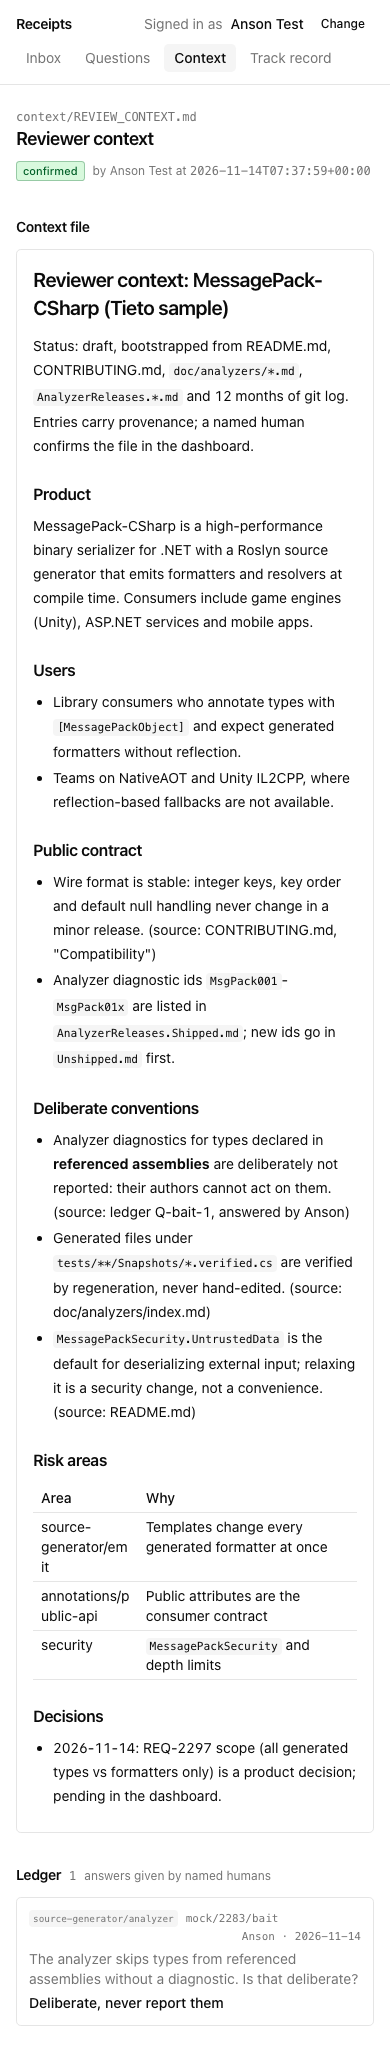 Receipts
Signed in as Anson Test Change
Inbox Questions Context Track record
context/REVIEW_CONTEXT.md
Reviewer context
confirmed by Anson Test at 2026-11-14T07:37:59+00:00
Context file
Reviewer context: MessagePack-
CSharp (Tieto sample)
Status: draft, bootstrapped from README.md,
CONTRIBUTING.md, doc/analyzers/*.md,
AnalyzerReleases.*.md and 12 months of git log.
Entries carry provenance; a named human
confirms the file in the dashboard.
Product
MessagePack-CSharp is a high-performance
binary serializer for .NET with a Roslyn source
generator that emits formatters and resolvers at
compile time. Consumers include game engines
(Unity), ASP.NET services and mobile apps.
Users
• Library consumers who annotate types with
[MessagePackObject] and expect generated
formatters without reflection.
• Teams on NativeAOT and Unity IL2CPP, where
reflection-based fallbacks are not available.
Public contract
• Wire format is stable: integer keys, key order
and default null handling never change in a
minor release. (source: CONTRIBUTING.md,
"Compatibility")
• Analyzer diagnostic ids MsgPack001-
MsgPack01x are listed in
AnalyzerReleases.Shipped.md; new ids go in
Unshipped.md first.
Deliberate conventions
• Analyzer diagnostics for types declared in
referenced assemblies are deliberately not
reported: their authors cannot act on them.
(source: ledger Q-bait-1, answered by Anson)
• Generated files under
tests/**/Snapshots/*.verified.cs are verified
by regeneration, never hand-edited. (source:
doc/analyzers/index.md)
• MessagePackSecurity.UntrustedData is the
default for deserializing external input; relaxing
it is a security change, not a convenience.
(source: README.md)
Risk areas
Area Why
source-
generator/em
it
Templates change every
generated formatter at once
annotations/p
ublic-api
Public attributes are the
consumer contract
security
MessagePackSecurity and
depth limits
Decisions
• 2026-11-14: REQ-2297 scope (all generated
types vs formatters only) is a product decision;
pending in the dashboard.
Ledger 1 answers given by named humans
source-generator/analyzer mock/2283/bait
Anson · 2026-11-14
The analyzer skips types from referenced
assemblies without a diagnostic. Is that deliberate?
Deliberate, never report them